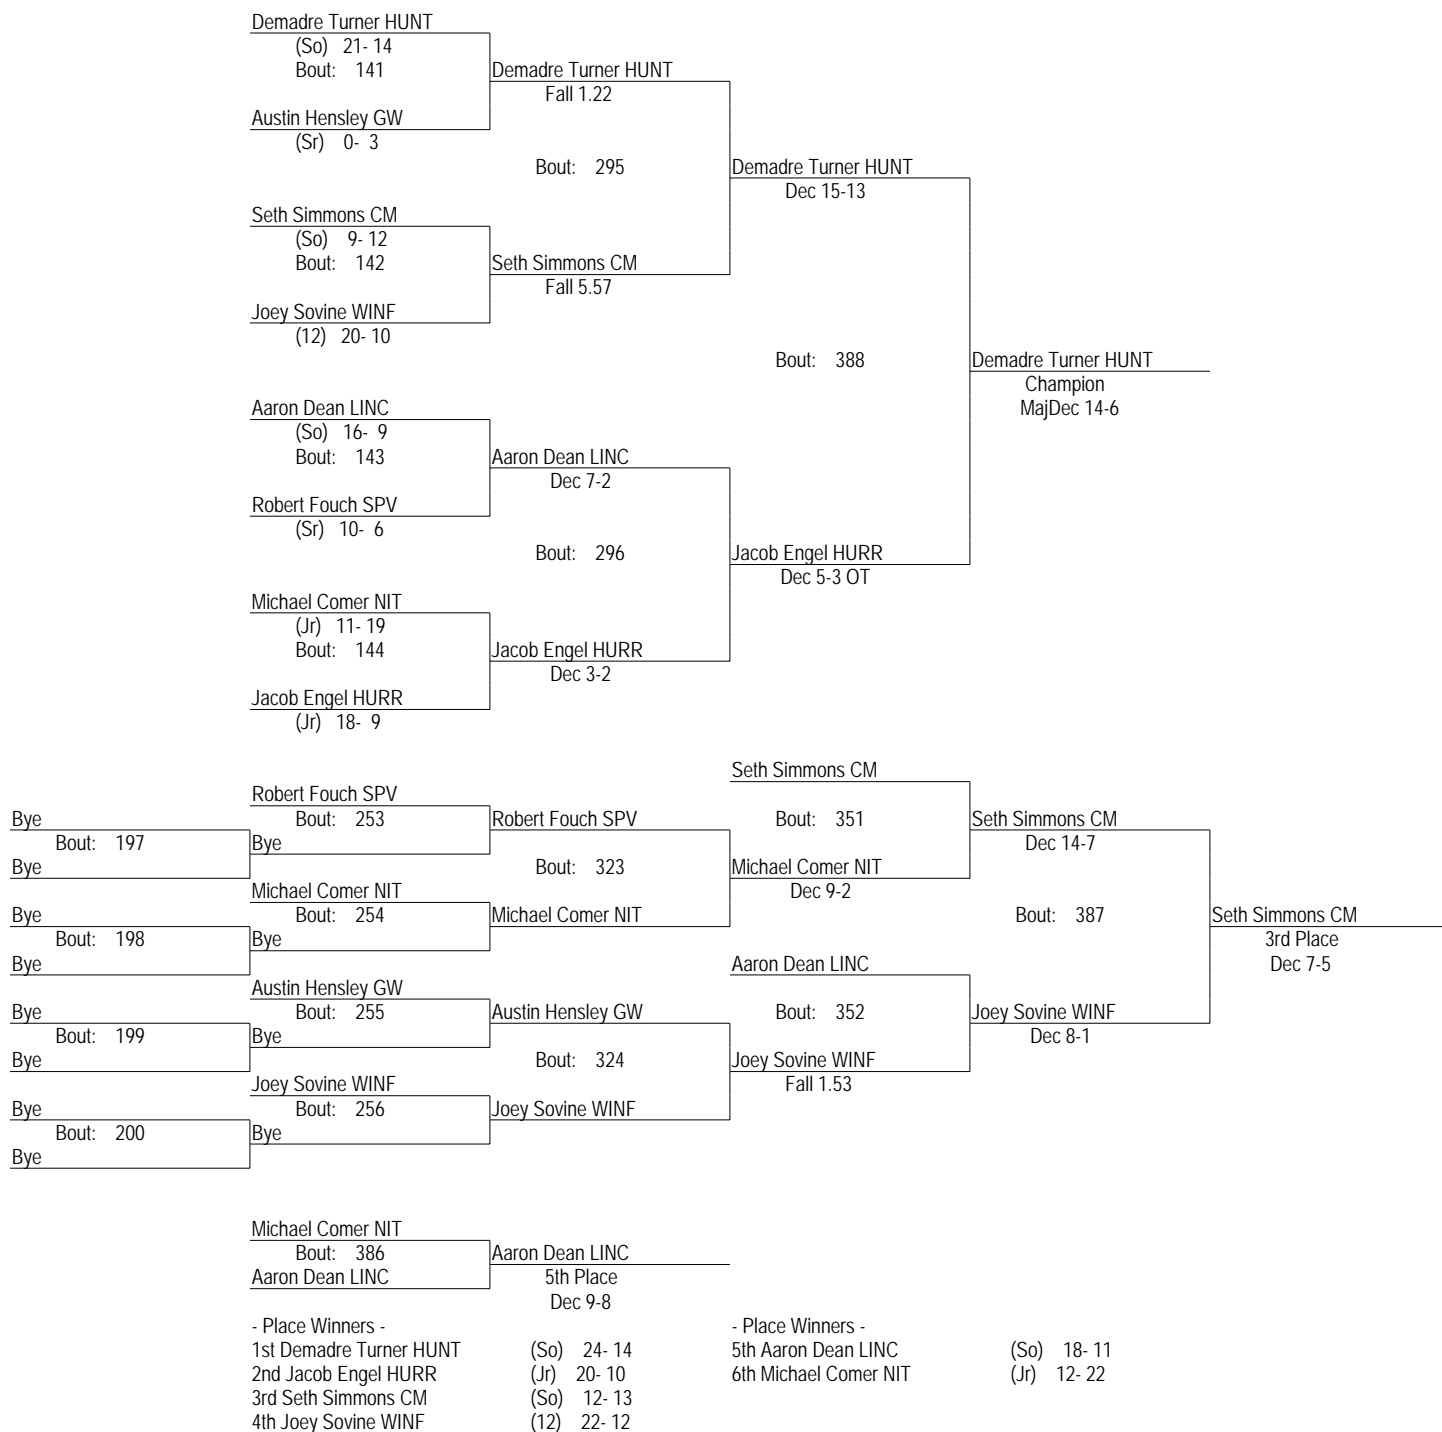 Demadre Turner HUNT
(So) 21- 14
Bout: 141
Demadre Turner HUNT
Fall 1.22
Austin Hensley GW
(Sr) 0- 3
Bout: 295
Demadre Turner HUNT
Dec 15-13
Seth Simmons CM
(So) 9- 12
Bout: 142
Seth Simmons CM
Fall 5.57
Joey Sovine WINF
(12) 20- 10
Bout: 388
Demadre Turner HUNT
Champion
MajDec 14-6
Aaron Dean LINC
(So) 16- 9
Bout: 143
Aaron Dean LINC
Dec 7-2
Robert Fouch SPV
(Sr) 10- 6
Bout: 296
Jacob Engel HURR
Dec 5-3 OT
Michael Comer NIT
(Jr) 11- 19
Bout: 144
Jacob Engel HURR
Dec 3-2
Jacob Engel HURR
(Jr) 18- 9
Seth Simmons CM
Robert Fouch SPV
Bye
Bout: 253
Robert Fouch SPV
Bout: 351
Seth Simmons CM
Bout: 197
Bye
Dec 14-7
Bye
Bout: 323
Michael Comer NIT
Dec 9-2
Michael Comer NIT
Bye
Bout: 254
Michael Comer NIT
Bout: 387
Seth Simmons CM
Bout: 198
Bye
3rd Place
Bye
Aaron Dean LINC
Dec 7-5
Austin Hensley GW
Bye
Bout: 255
Austin Hensley GW
Bout: 352
Joey Sovine WINF
Bout: 199
Bye
Dec 8-1
Bye
Bout: 324
Joey Sovine WINF
Fall 1.53
Joey Sovine WINF
Bye
Bout: 256
Joey Sovine WINF
Bout: 200
Bye
Bye
Michael Comer NIT
Bout: 386
Aaron Dean LINC
Aaron Dean LINC
5th Place
Dec 9-8
- Place Winners -
1st Demadre Turner HUNT (So) 24- 14
2nd Jacob Engel HURR (Jr) 20- 10
3rd Seth Simmons CM (So) 12- 13
4th Joey Sovine WINF (12) 22- 12
- Place Winners -
5th Aaron Dean LINC (So) 18- 11
6th Michael Comer NIT (Jr) 12- 22